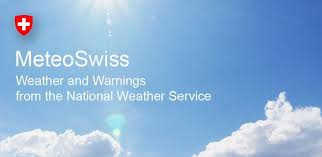 MeteoSwiss
Weather and Warnings
from the National Weather Service